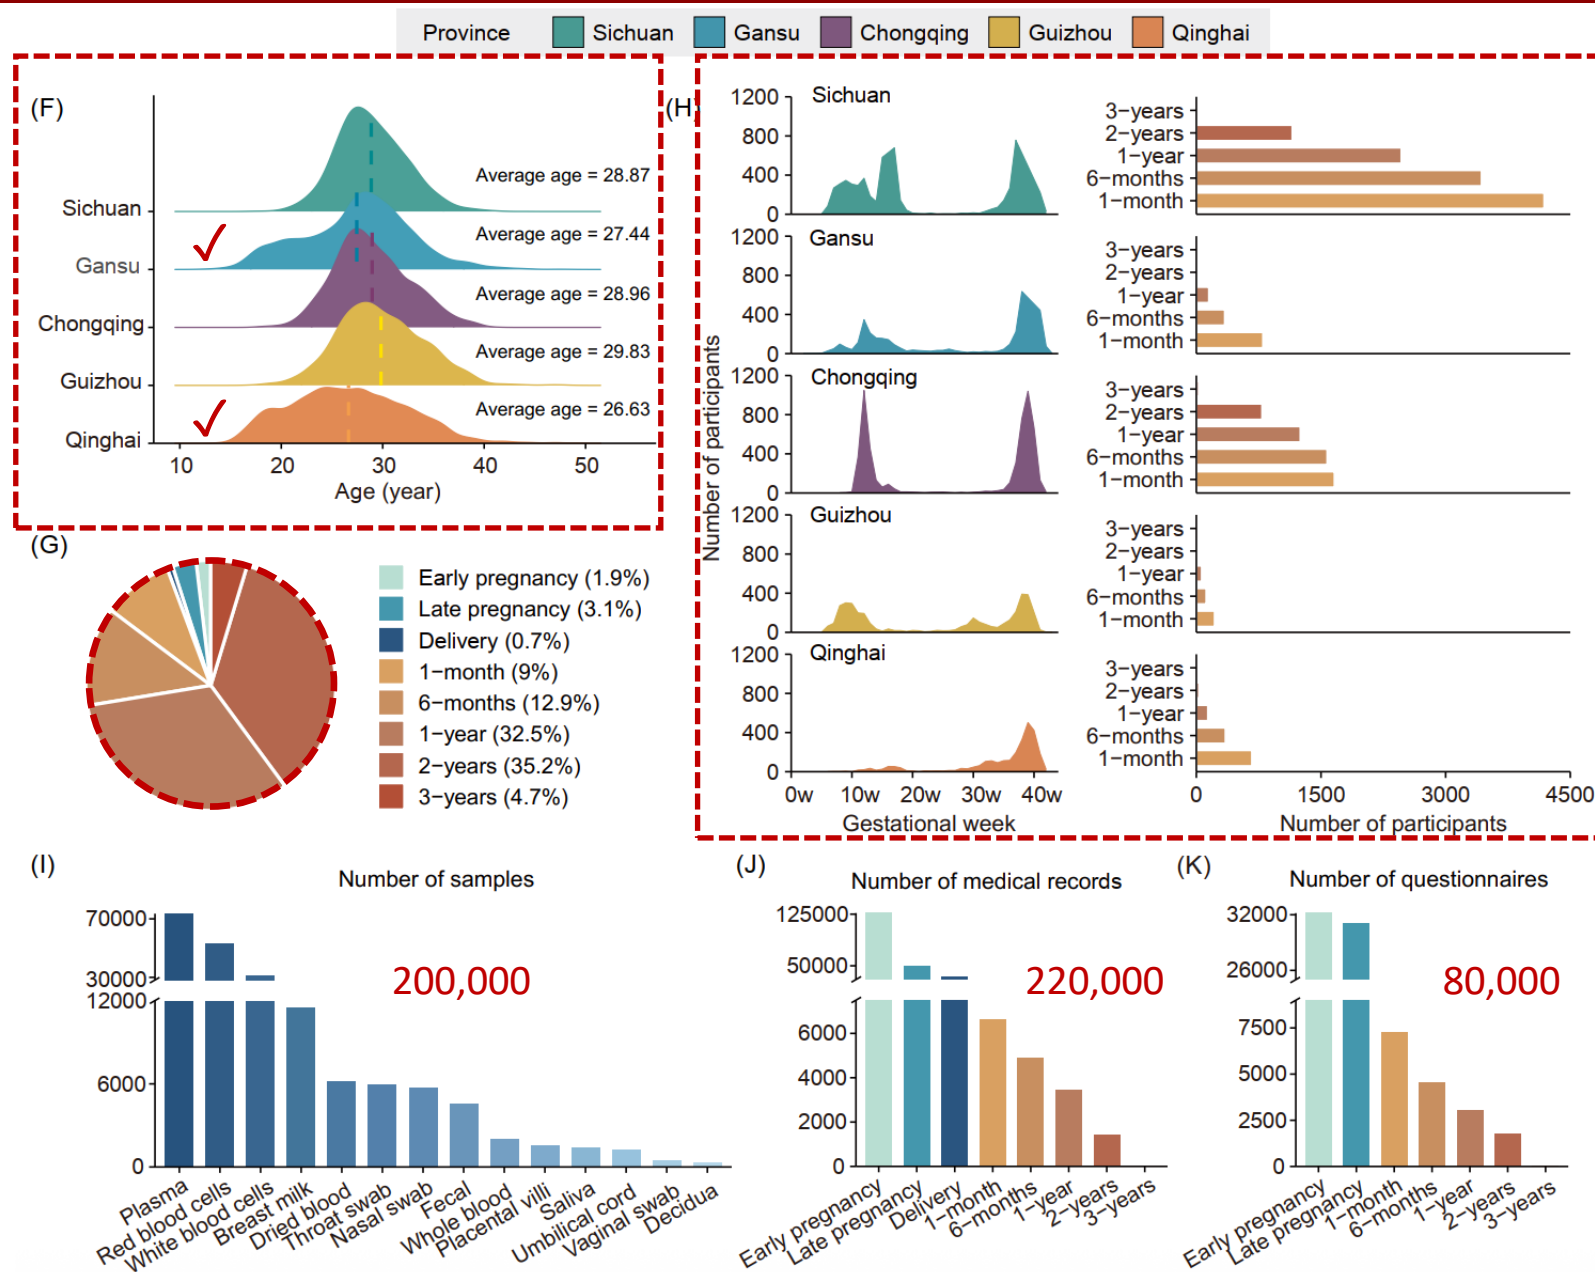 Province Sichuan Gansu Chongqing Guizhou Qinghai
(F)
Average age = 28.87
Sichuan
Average age = 27.44
Gansu
Average age = 28.96
Chongqing
Average age = 29.83
Guizhou
Average age = 26.63
Qinghai
10 20 30 40 50
Age (year)
(G)
Early pregnancy (1.9%)
Late pregnancy (3.1%)
Delivery (0.7%)
1−month (9%)
6−months (12.9%)
1−year (32.5%)
2−years (35.2%)
3−years (4.7%)
(H)
Number of participants
Sichuan
1200
800
400
0
3−years
2−years
1−year
6−months
1−month
Gansu
1200
800
400
0
3−years
2−years
1−year
6−months
1−month
Chongqing
1200
800
400
0
3−years
2−years
1−year
6−months
1−month
Guizhou
1200
800
400
0
3−years
2−years
1−year
6−months
1−month
Qinghai
1200
800
400
0
3−years
2−years
1−year
6−months
1−month
0w 10w 20w 30w 40w
Gestational week
0 1500 3000 4500
Number of participants
(I)
Number of samples
70000
30000
12000
6000
0
200,000
Plasma
Red blood cells
White blood cells
Breast milk
Dried blood
Throat swab
Nasal swab
Fecal
Whole blood
Placental villi
Saliva
Umbilical cord
Vaginal swab
Decidua
(J)
Number of medical records
125000
50000
6000
4000
2000
0
220,000
Early pregnancy
Late pregnancy
Delivery
1−month
6−months
1−year
2−years
3−years
(K)
Number of questionnaires
32000
26000
7500
5000
2500
0
80,000
Early pregnancy
Late pregnancy
1−month
6−months
1−year
2−years
3−years